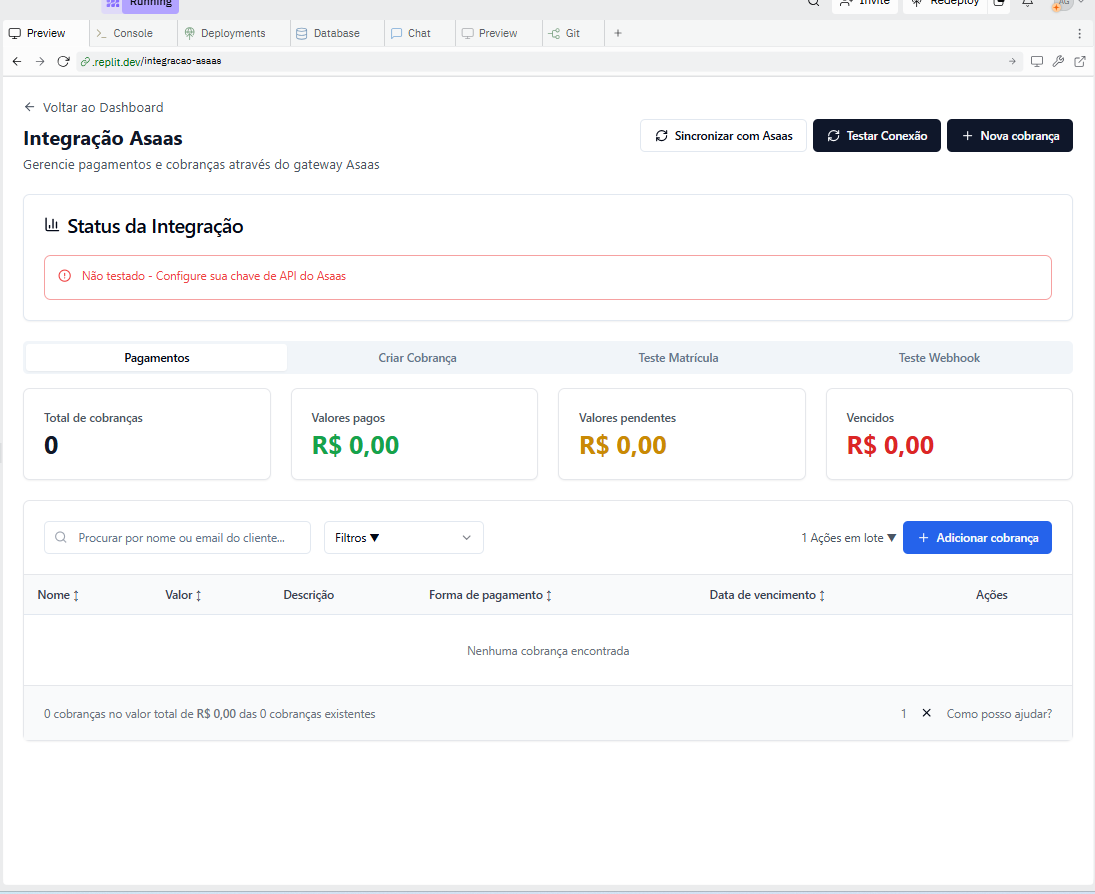 Running
Invite
Redeploy
AG
Preview
Console
Deployments
Database
Chat
Preview
Git
.replit.dev/integracao-asaas
Voltar ao Dashboard
Integração Asaas
Gerencie pagamentos e cobranças através do gateway Asaas
Sincronizar com Asaas
Testar Conexão
+ Nova cobrança
Status da Integração
Não testado - Configure sua chave de API do Asaas
Pagamentos
Criar Cobrança
Teste Matrícula
Teste Webhook
Total de cobranças
0
Valores pagos
R$ 0,00
Valores pendentes
R$ 0,00
Vencidos
R$ 0,00
Procurar por nome ou email do cliente...
Filtros ▼
1 Ações em lote ▼
+ Adicionar cobrança
Nome ↕ Valor ↕ Descrição Forma de pagamento ↕ Data de vencimento ↕ Ações
Nenhuma cobrança encontrada
0 cobranças no valor total de R$ 0,00 das 0 cobranças existentes
1 ✕ Como posso ajudar?